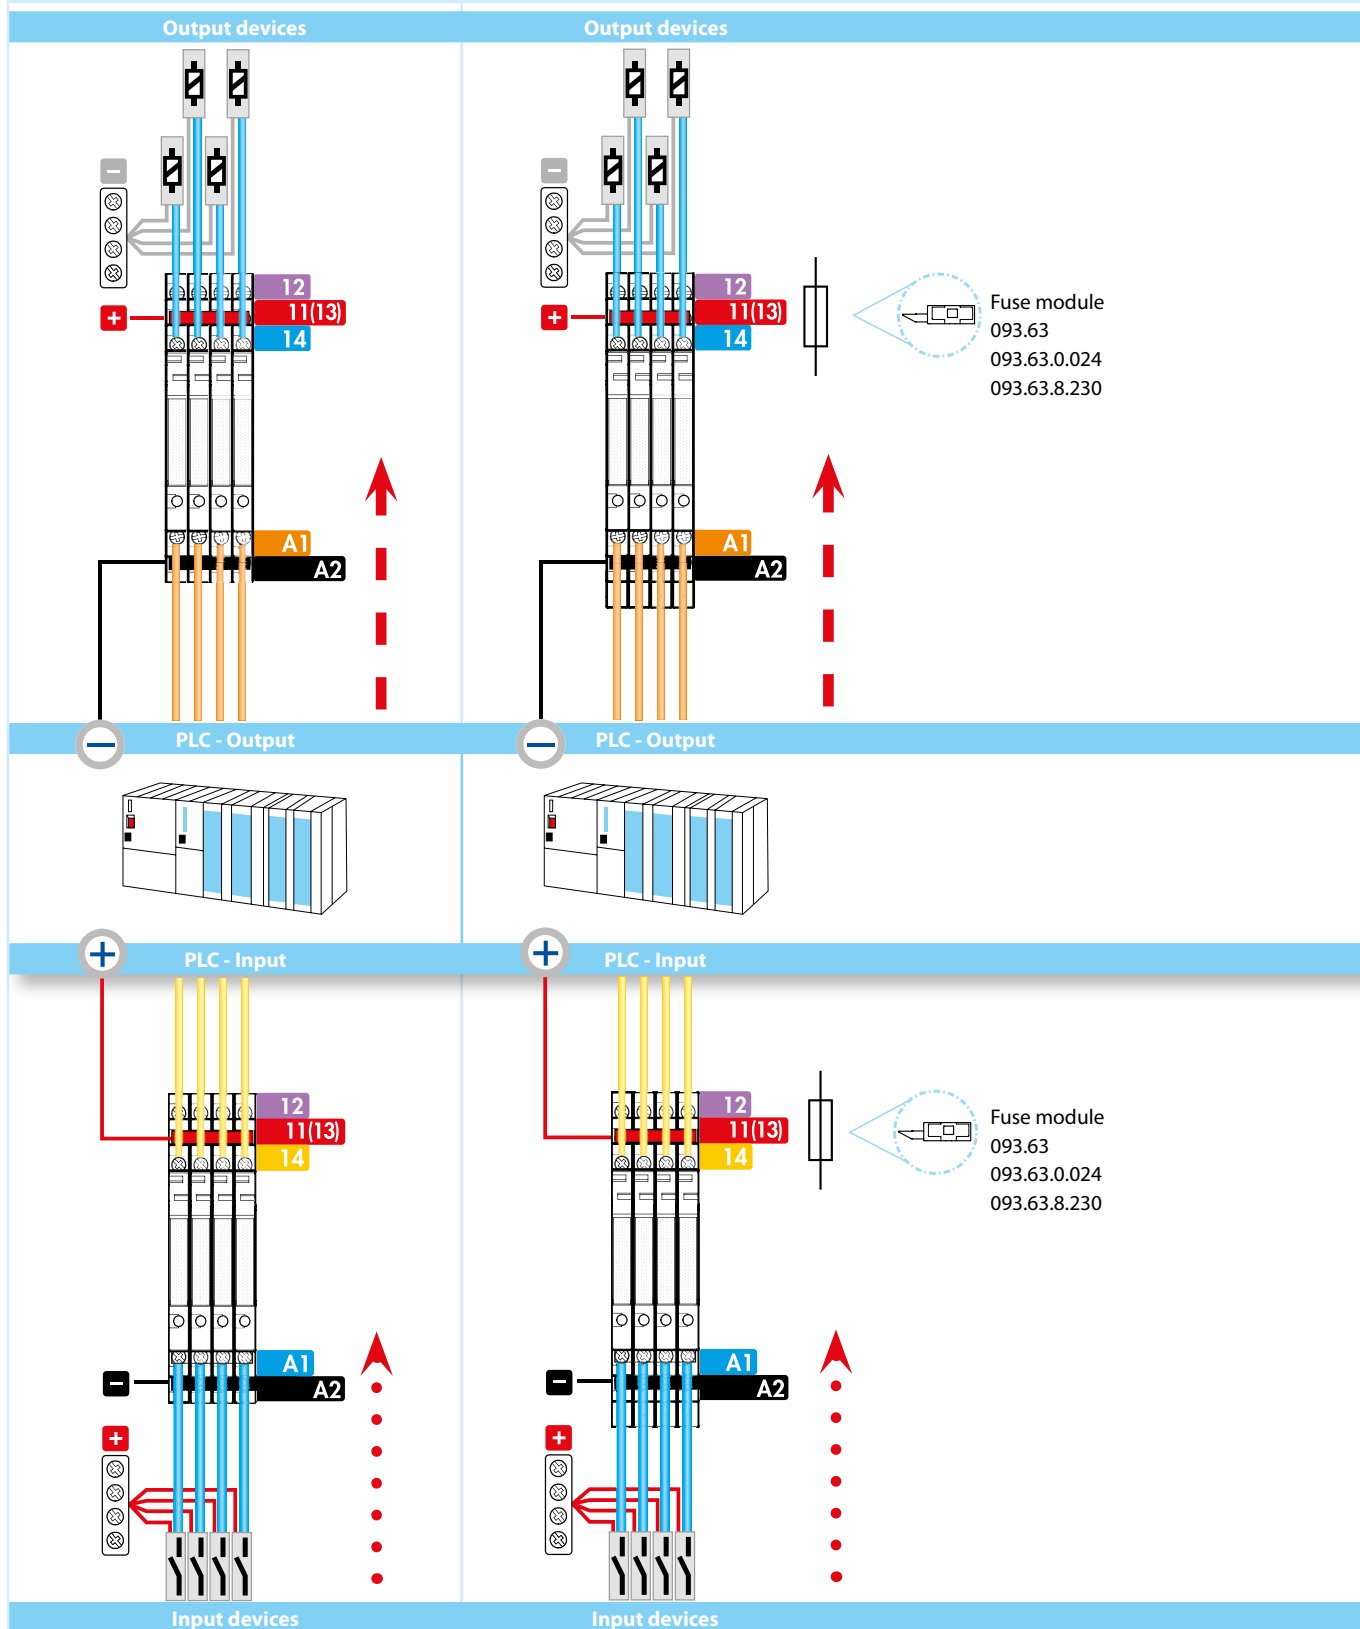 Output devices
Output devices
−
−
12
12
+
11(13)
+
11(13)
14
14
Fuse module
093.63
093.63.0.024
093.63.8.230
A1
A1
A2
A2
−
PLC - Output
−
PLC - Output
+
PLC - Input
+
PLC - Input
12
12
11(13)
11(13)
14
14
Fuse module
093.63
093.63.0.024
093.63.8.230
A1
A1
−
A2
−
A2
+
+
Input devices
Input devices